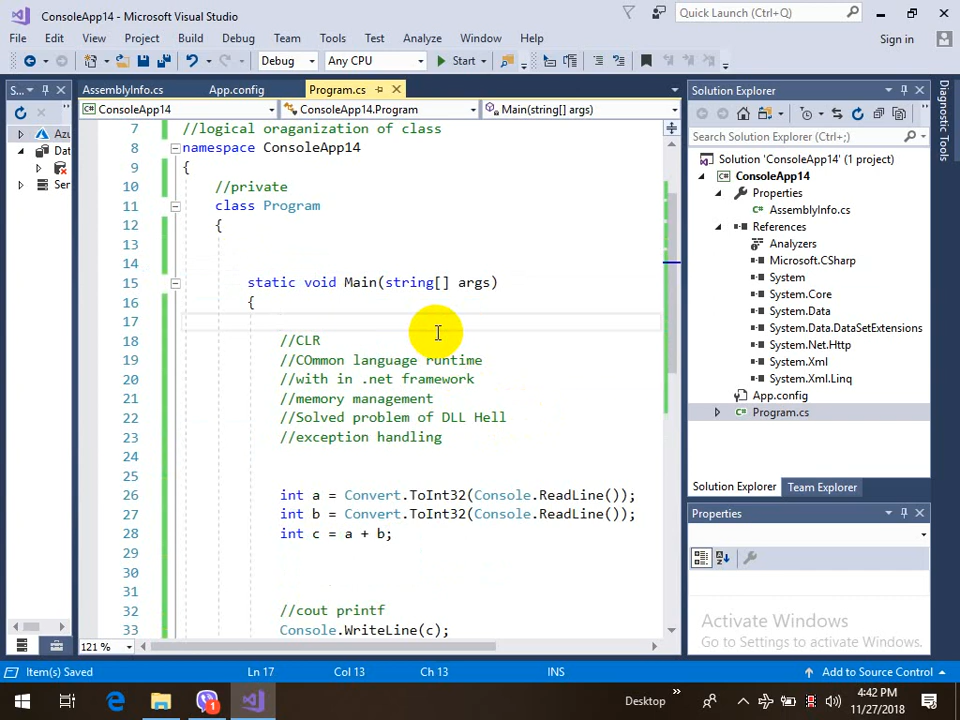 ConsoleApp14 - Microsoft Visual Studio
Quick Launch (Ctrl+Q)
File Edit View Project Build Debug Team Tools Test Analyze Window Help
Sign in
Debug Any CPU Start
S...
AssemblyInfo.cs App.config Program.cs
ConsoleApp14 ConsoleApp14.Program Main(string[] args)
7 //logical oraganization of class
8 namespace ConsoleApp14
9 {
10 //private
11 class Program
12 {
13
14
15 static void Main(string[] args)
16 {
17
18 //CLR
19 //COmmon language runtime
20 //with in .net framework
21 //memory management
22 //Solved problem of DLL Hell
23 //exception handling
24
25
26 int a = Convert.ToInt32(Console.ReadLine());
27 int b = Convert.ToInt32(Console.ReadLine());
28 int c = a + b;
29
30
31
32 //cout printf
33 Console.WriteLine(c);
121 %
Azu
Dat
Ser
Solution Explorer
Search Solution Explorer (Ctrl+;)
Solution 'ConsoleApp14' (1 project)
ConsoleApp14
Properties
AssemblyInfo.cs
References
Analyzers
Microsoft.CSharp
System
System.Core
System.Data
System.Data.DataSetExtensions
System.Net.Http
System.Xml
System.Xml.Linq
App.config
Program.cs
Solution Explorer Team Explorer
Properties
Activate Windows
Go to Settings to activate Windows.
Diagnostic Tools
Item(s) Saved Ln 17 Col 13 Ch 13 INS Add to Source Control
1
Desktop
4:42 PM
11/27/2018